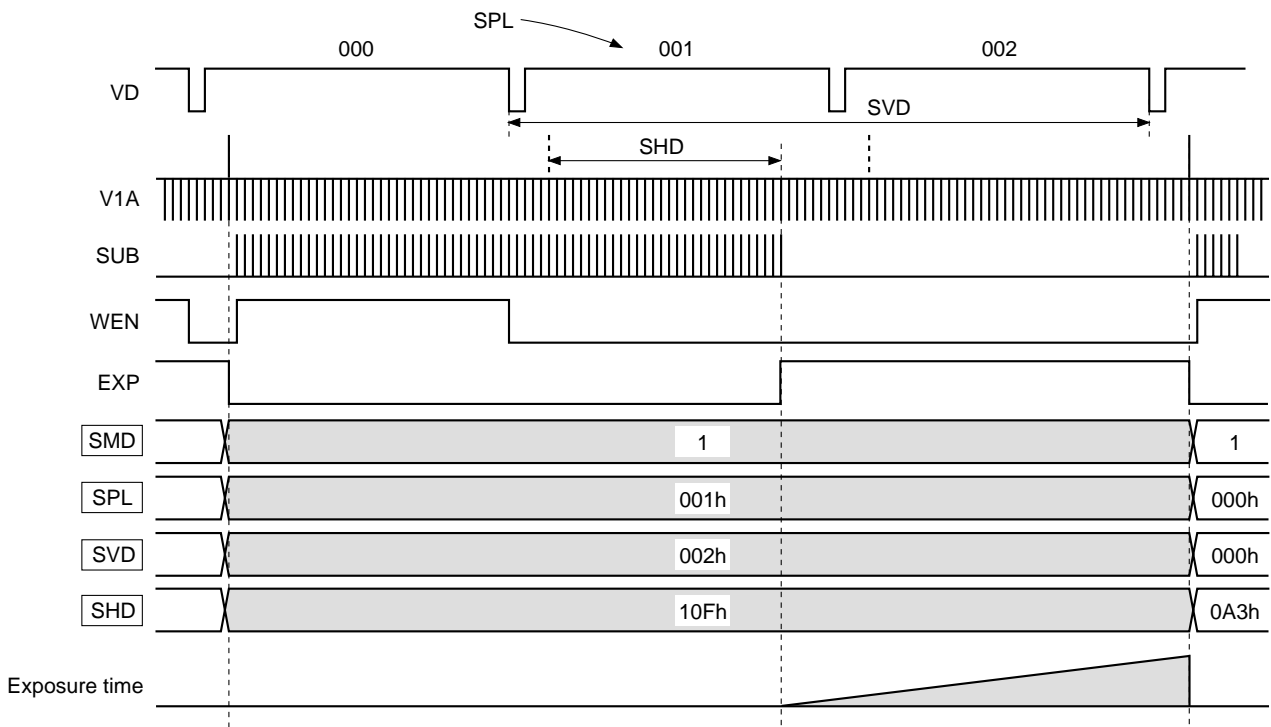 SPL
000 001 002
VD
SVD
SHD
V1A
SUB
WEN
EXP
SMD 1 1
SPL 001h 000h
SVD 002h 000h
SHD 10Fh 0A3h
Exposure time